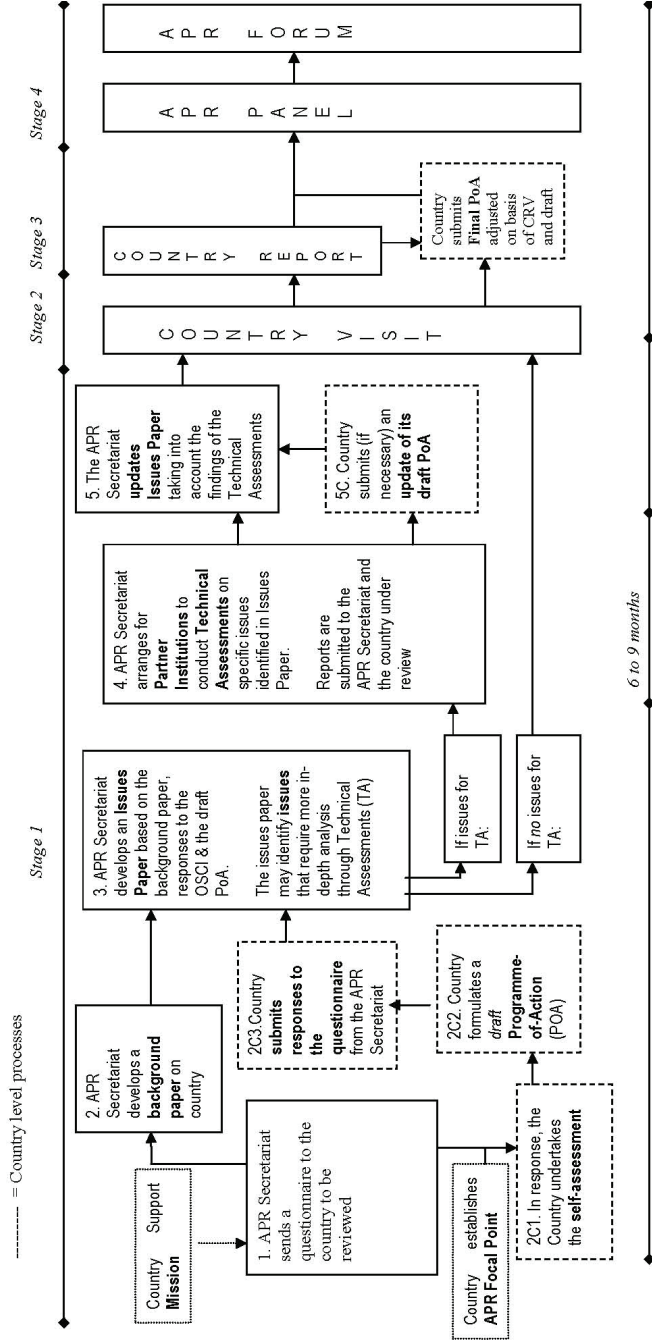 ---------- = Country level processes
Stage 1
Stage 2
Stage 3
Stage 4
Country Support
Mission
1. APR Secretariat
sends a
questionnaire to the
country to be
reviewed
Country establishes
APR Focal Point
2. APR
Secretariat
develops a
background
paper on
country
2C1. In response, the
Country undertakes
the self-assessment
2C2. Country
formulates a
draft
Programme-
of-Action
(POA)
2C3.Country
submits
responses to
the
questionnaire
from the APR
Secretariat
3. APR Secretariat
develops an Issues
Paper based on the
background paper,
responses to the
OSCI & the draft
PoA.
The issues paper
may identify issues
that require more in-
depth analysis
through Technical
Assessments (TA)
If issues for
TA:
If no issues for
TA:
4. APR Secretariat
arranges for
Partner
Institutions to
conduct Technical
Assessments on
specific issues
identified in Issues
Paper.
Reports are
submitted to the
APR Secretariat and
the country under
review
5. The APR
Secretariat
updates
Issues Paper
taking into
account the
findings of the
Technical
Assessments
5C. Country
submits (if
necessary) an
update of its
draft PoA
COUNTRY VISIT
COUNTRY REPORT
Country
submits
Final PoA
adjusted
on basis
of CRV
and draft
APR PANEL
APR FORUM
6 to 9 months